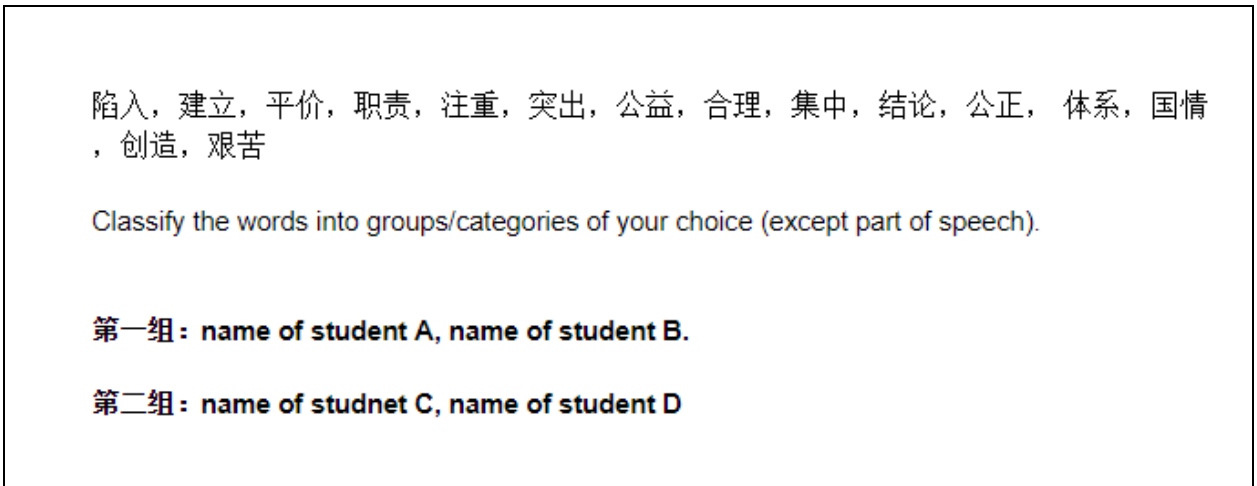 陷入，建立，平价，职责，注重，突出，公益，合理，集中，结论，公正， 体系，国情
，创造，艰苦
Classify the words into groups/categories of your choice (except part of speech).
第一组：name of student A, name of student B.
第二组：name of studnet C, name of student D